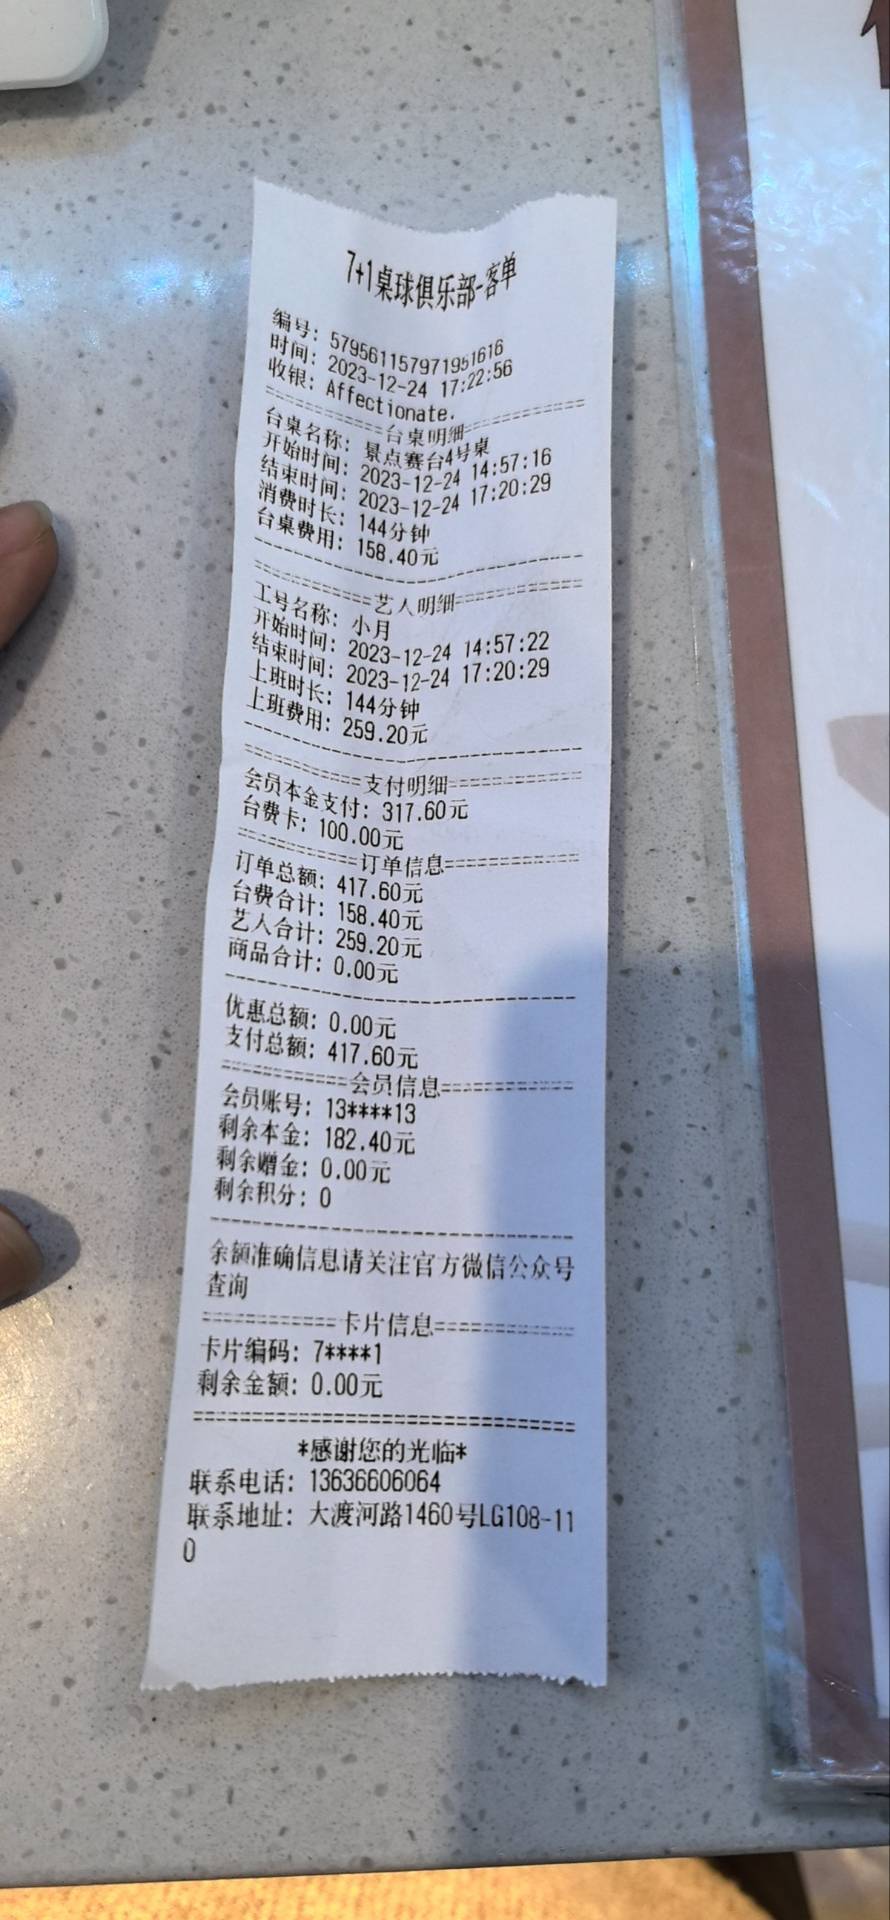 7+1桌球俱乐部-客单
编号: 579561157971951616
时间: 2023-12-24 17:22:56
收银: Affectionate.
============台桌明细============
台桌名称: 景点赛台4号桌
开始时间: 2023-12-24 14:57:16
结束时间: 2023-12-24 17:20:29
消费时长: 144分钟
台桌费用: 158.40元
--------------------------------
============艺人明细============
工号名称: 小月
开始时间: 2023-12-24 14:57:22
结束时间: 2023-12-24 17:20:29
上班时长: 144分钟
上班费用: 259.20元
--------------------------------
============支付明细============
会员本金支付: 317.60元
台费卡: 100.00元
============订单信息============
订单总额: 417.60元
台费合计: 158.40元
艺人合计: 259.20元
商品合计: 0.00元
--------------------------------
优惠总额: 0.00元
支付总额: 417.60元
============会员信息============
会员账号: 13****13
剩余本金: 182.40元
剩余赠金: 0.00元
剩余积分: 0
--------------------------------
余额准确信息请关注官方微信公众号
查询
============卡片信息============
卡片编码: 7****1
剩余金额: 0.00元
================================
*感谢您的光临*
联系电话: 13636606064
联系地址: 大渡河路1460号LG108-11
0